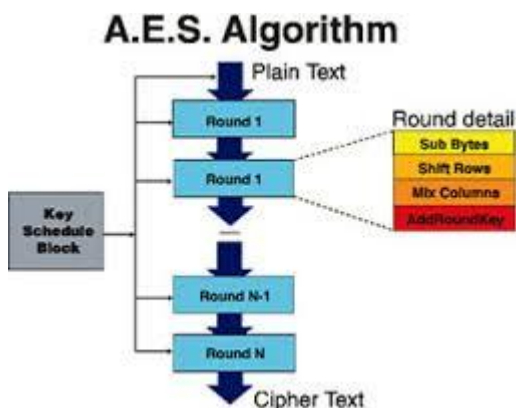 A.E.S. Algorithm
Plain Text
Round 1
Round detail
Sub Bytes
Round 1
Shift Rows
Mix Columns
AddRoundKey
Key
Schedule
Block
Round N-1
Round N
Cipher Text